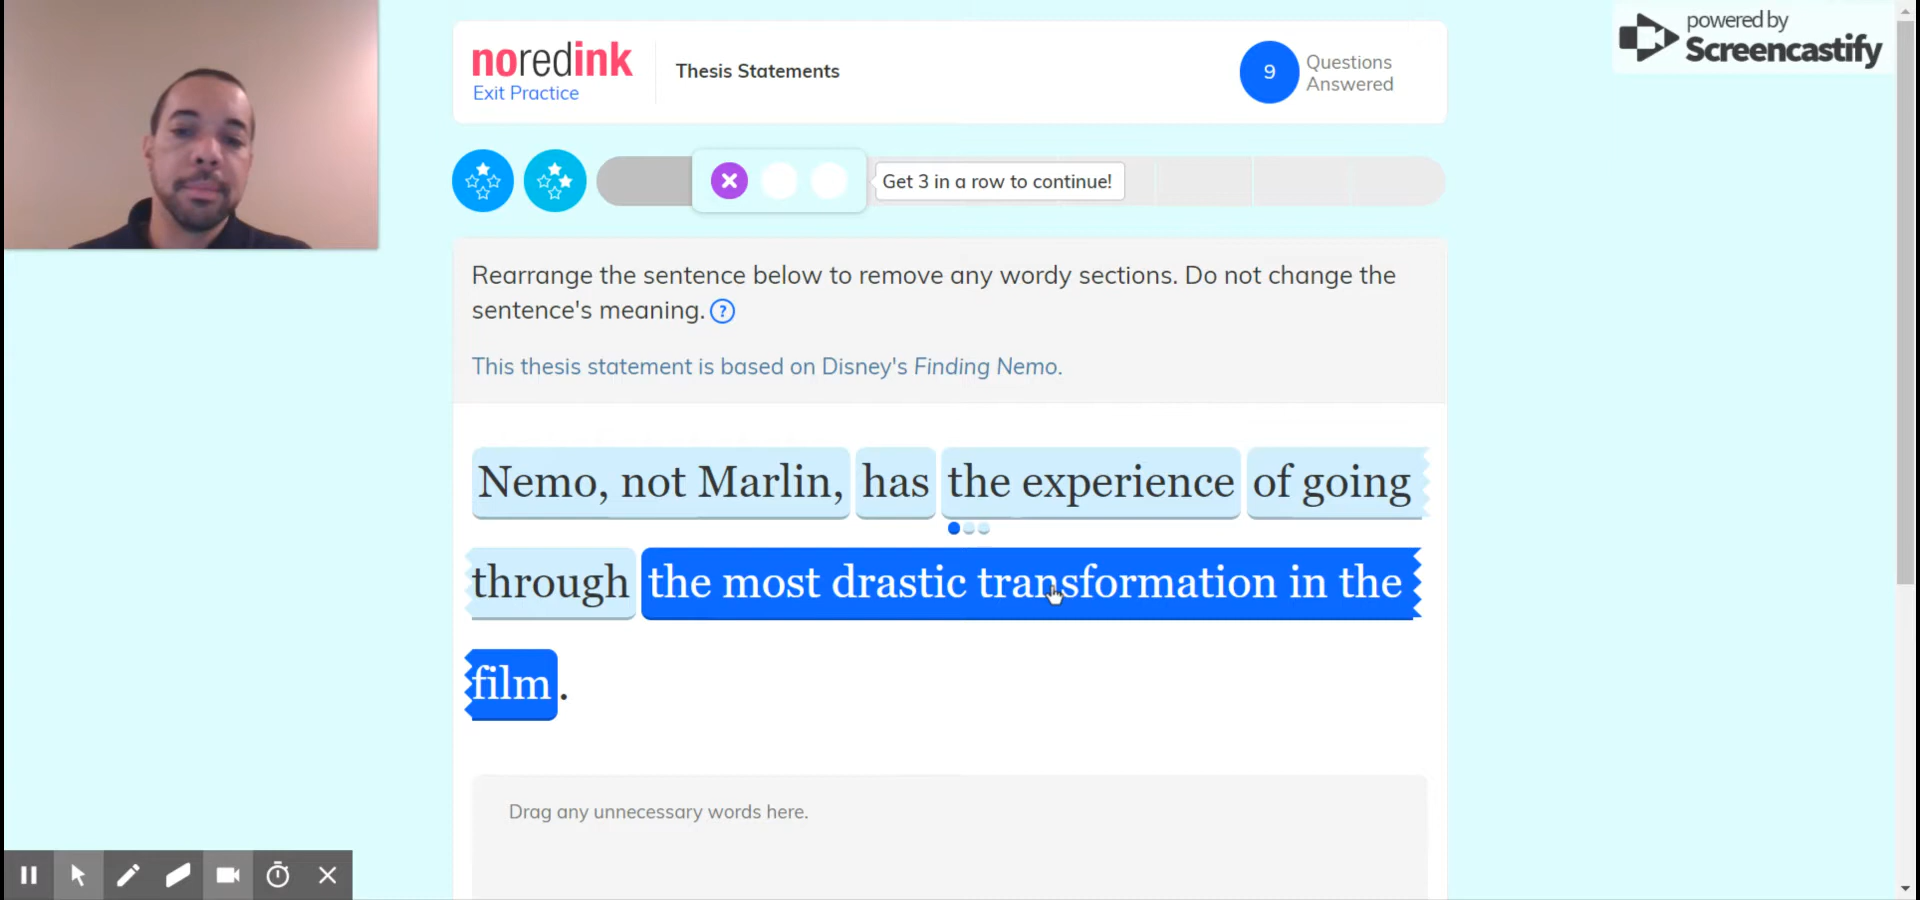 powered by
Screencastify
noredink
Exit Practice
Thesis Statements
9
Questions
Answered
Get 3 in a row to continue!
Rearrange the sentence below to remove any wordy sections. Do not change the
sentence's meaning. ?
This thesis statement is based on Disney's Finding Nemo.
Nemo, not Marlin, has the experience of going
through the most drastic transformation in the
film.
Drag any unnecessary words here.